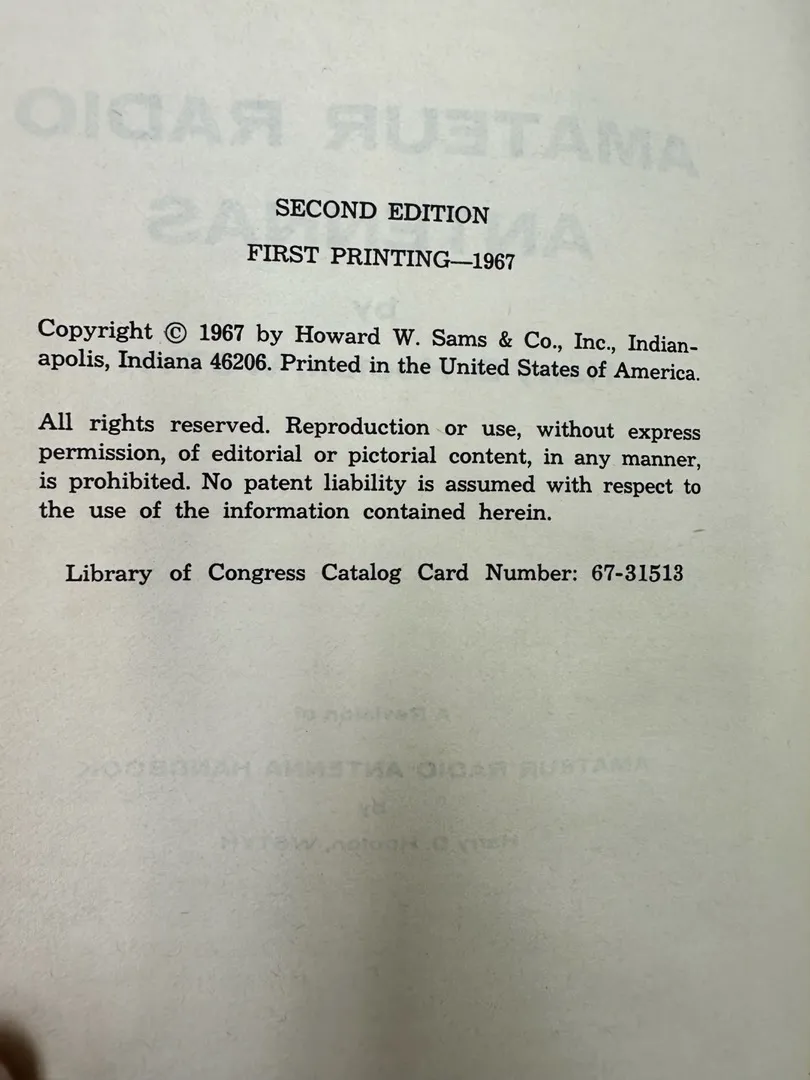 SECOND EDITION
FIRST PRINTING—1967
Copyright © 1967 by Howard W. Sams & Co., Inc., Indian-
apolis, Indiana 46206. Printed in the United States of America.
All rights reserved. Reproduction or use, without express
permission, of editorial or pictorial content, in any manner,
is prohibited. No patent liability is assumed with respect to
the use of the information contained herein.
Library of Congress Catalog Card Number: 67-31513